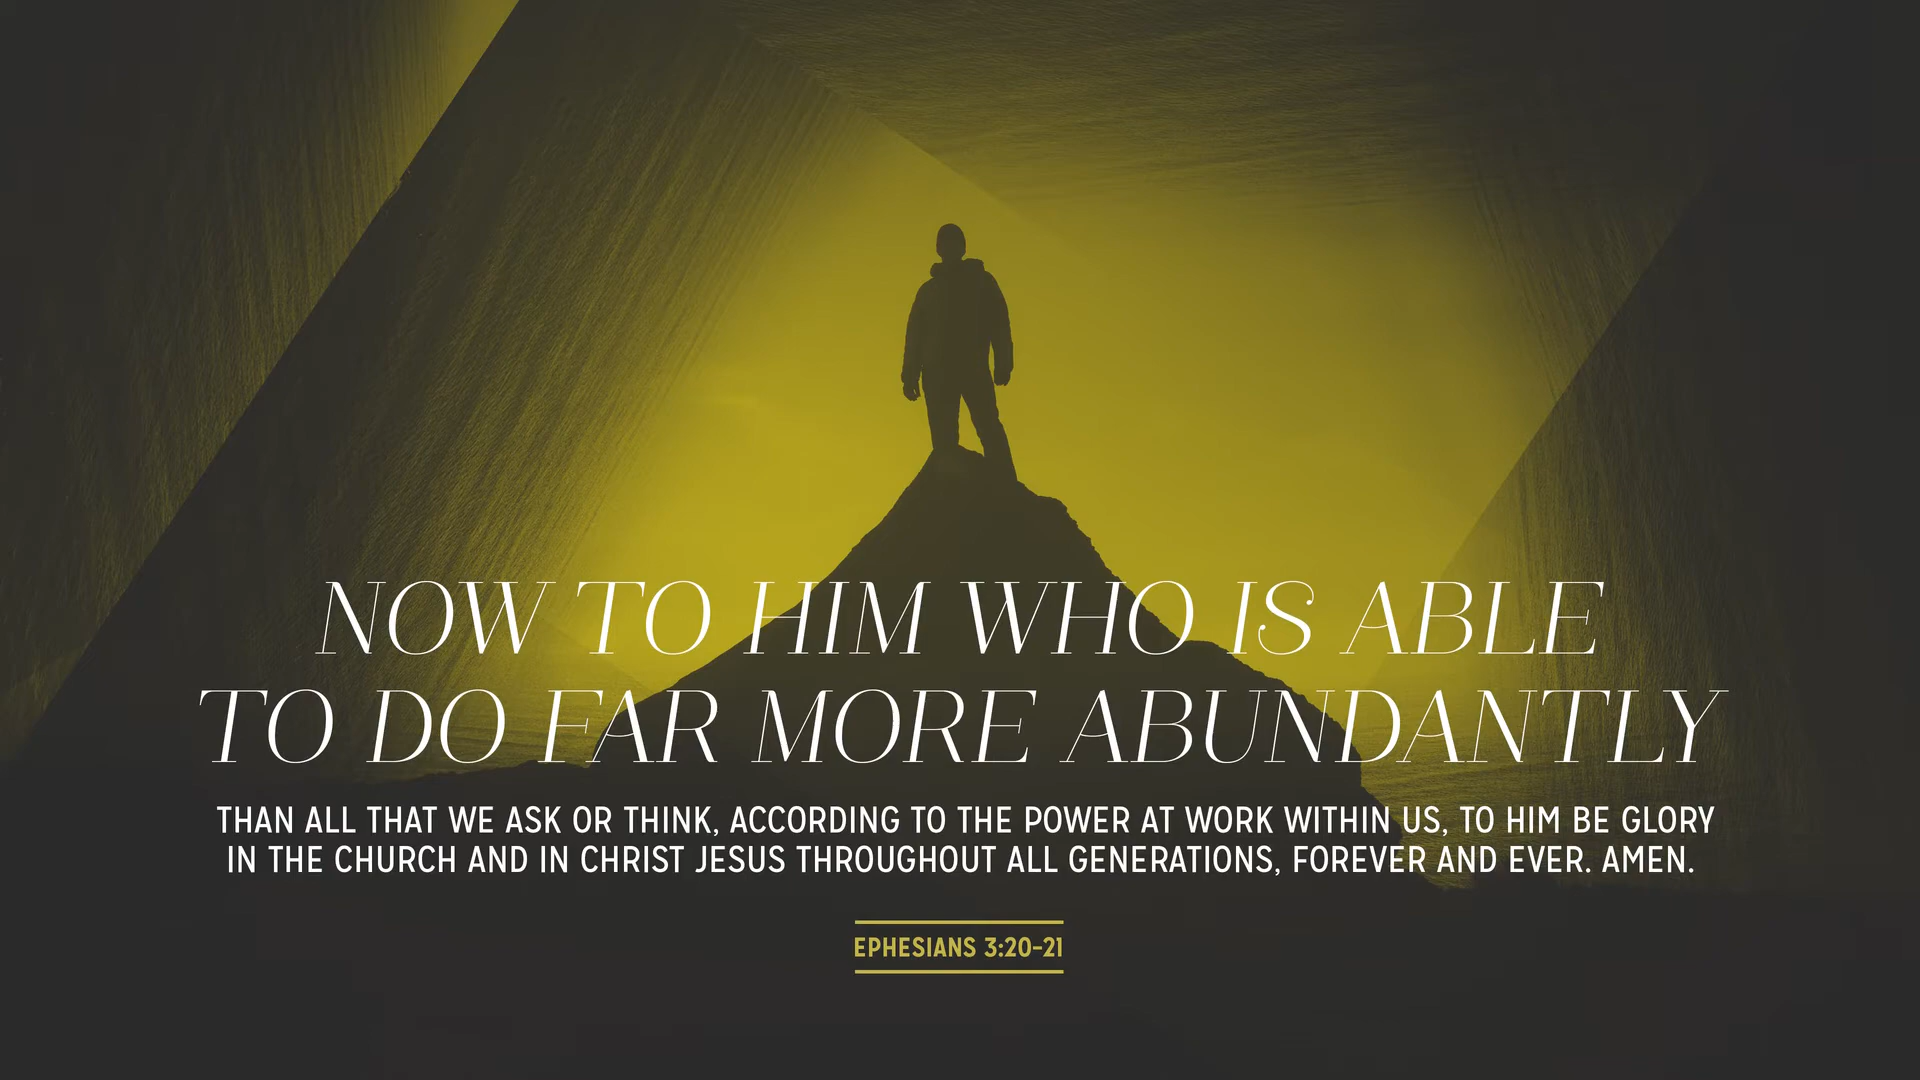 NOW TO HIM WHO IS ABLE
TO DO FAR MORE ABUNDANTLY
THAN ALL THAT WE ASK OR THINK, ACCORDING TO THE POWER AT WORK WITHIN US, TO HIM BE GLORY
IN THE CHURCH AND IN CHRIST JESUS THROUGHOUT ALL GENERATIONS, FOREVER AND EVER. AMEN.
EPHESIANS 3:20-21